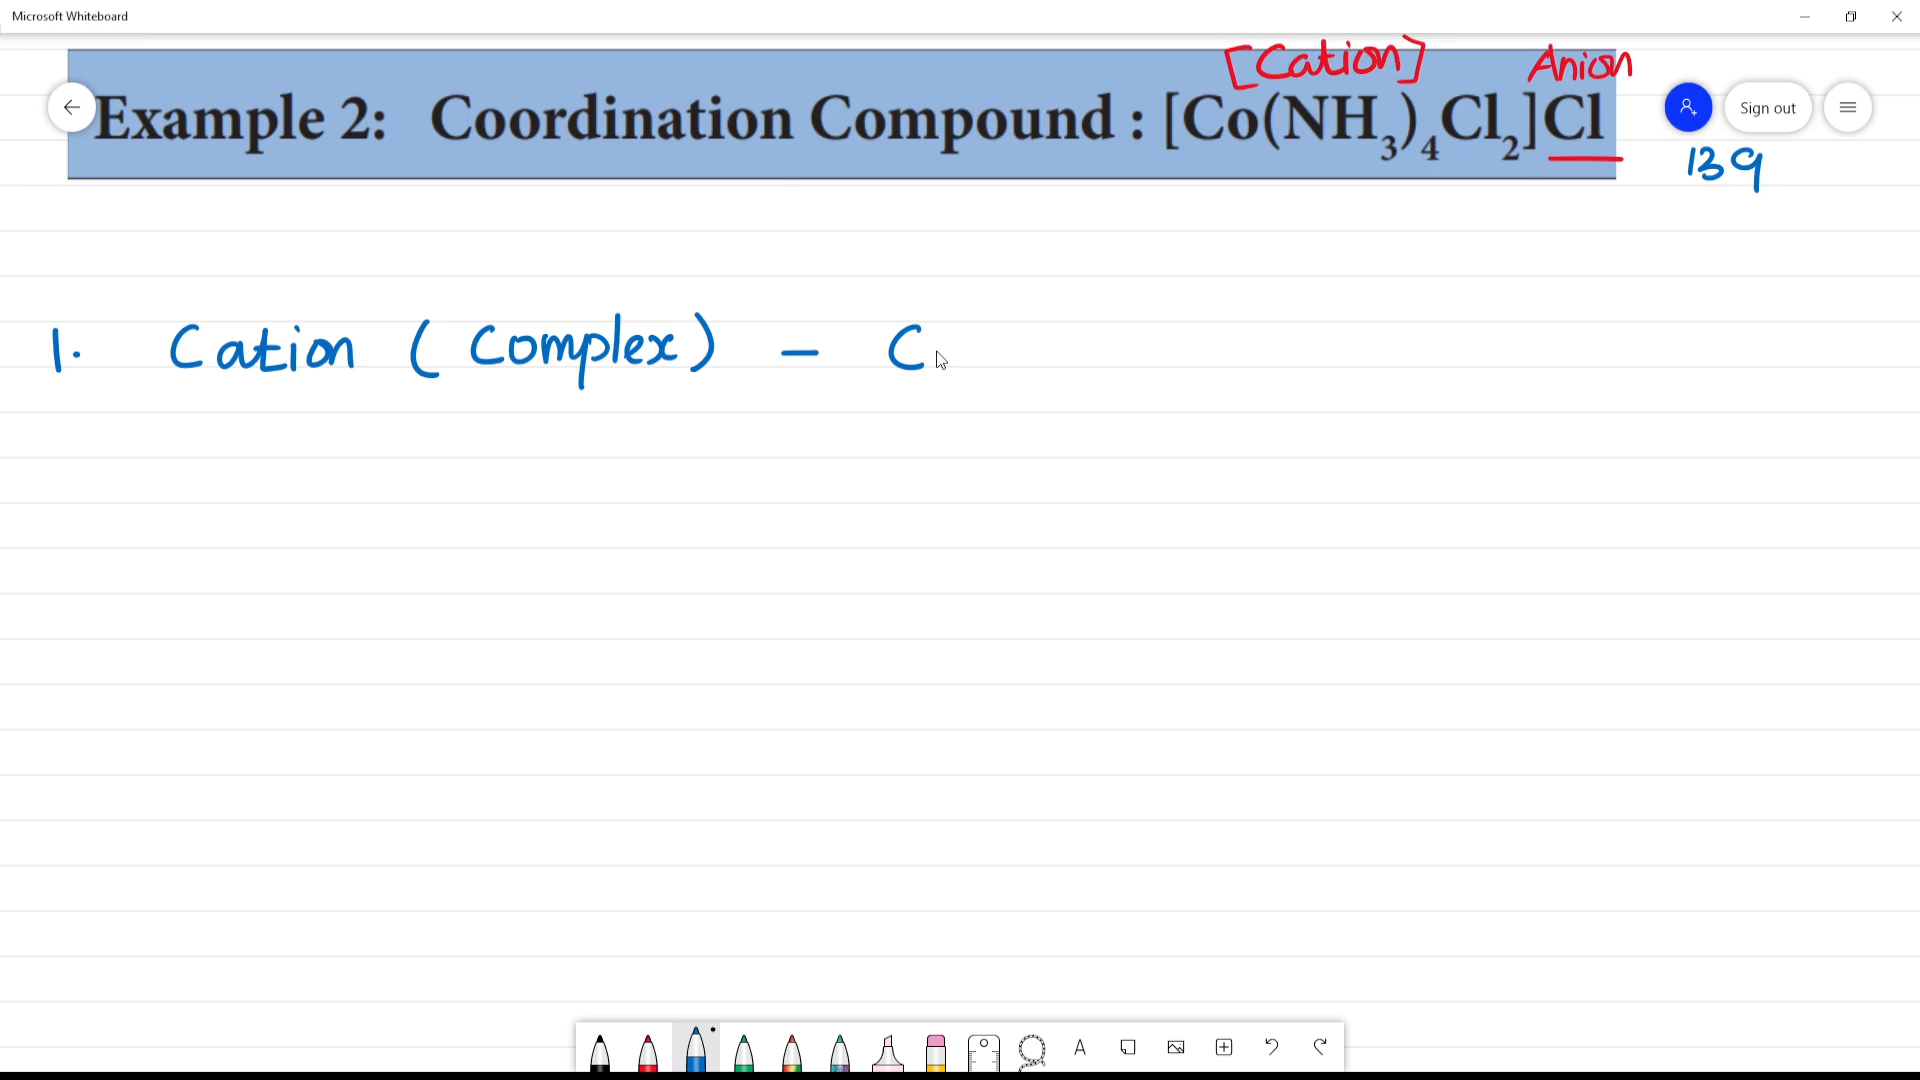 Microsoft Whiteboard
[Cation] Anion
Example 2: Coordination Compound : [Co(NH₃)₄Cl₂]Cl
Sign out
139
1. Cation (Complex) – C
A